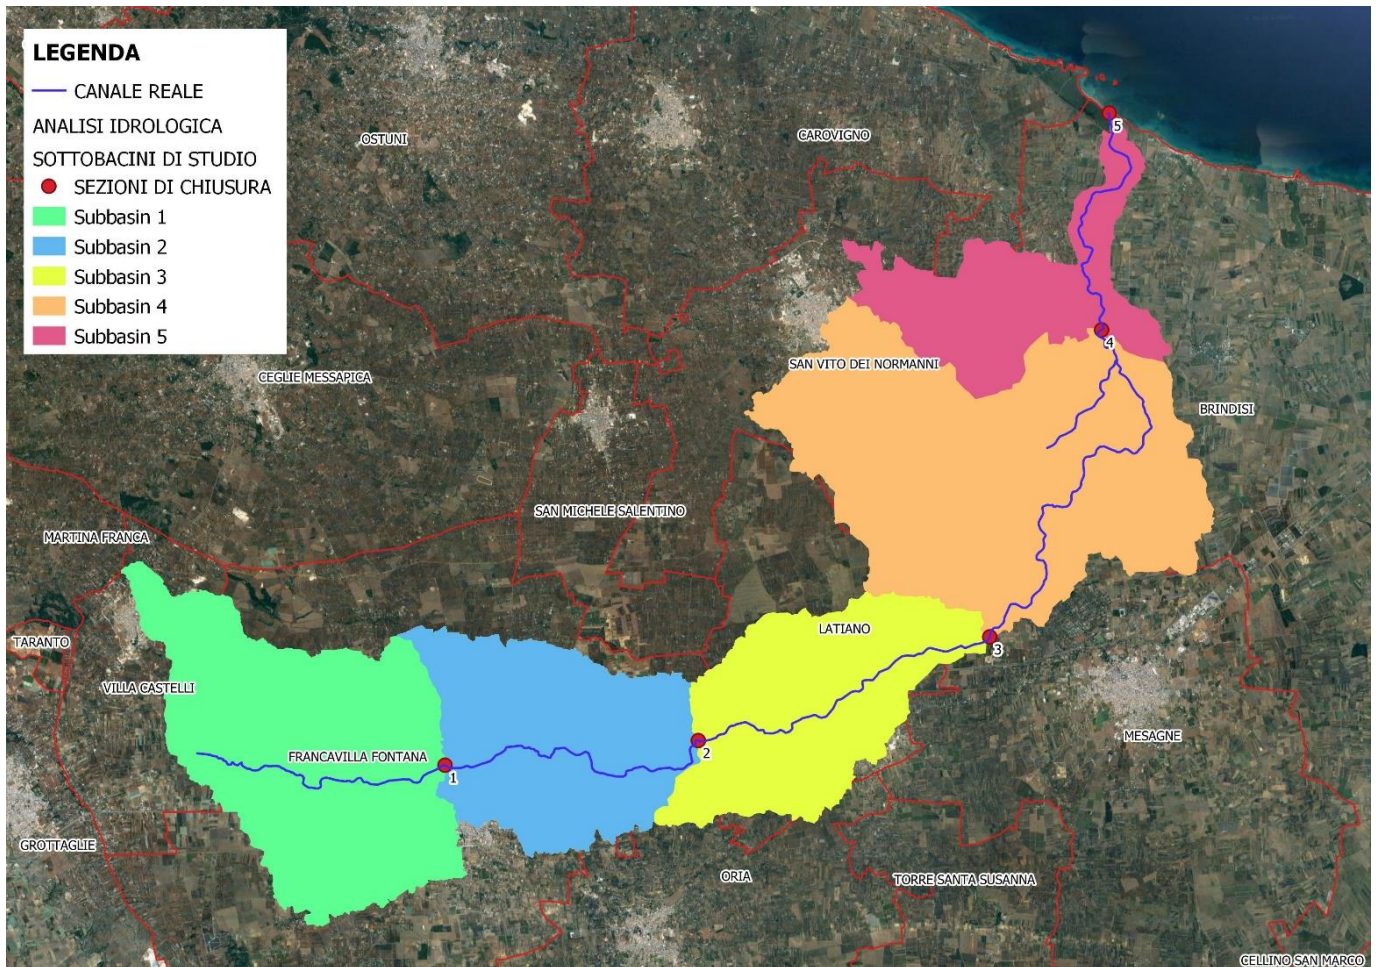 LEGENDA
CANALE REALE
ANALISI IDROLOGICA
SOTTOBACINI DI STUDIO
SEZIONI DI CHIUSURA
Subbasin 1
Subbasin 2
Subbasin 3
Subbasin 4
Subbasin 5
OSTUNI
CAROVIGNO
5
4
SAN VITO DEI NORMANNI
CEGLIE MESSAPICA
BRINDISI
SAN MICHELE SALENTINO
MARTINA FRANCA
LATIANO
3
TARANTO
VILLA CASTELLI
MESAGNE
2
FRANCAVILLA FONTANA
1
GROTTAGLIE
ORIA
TORRE SANTA SUSANNA
CELLINO SAN MARCO